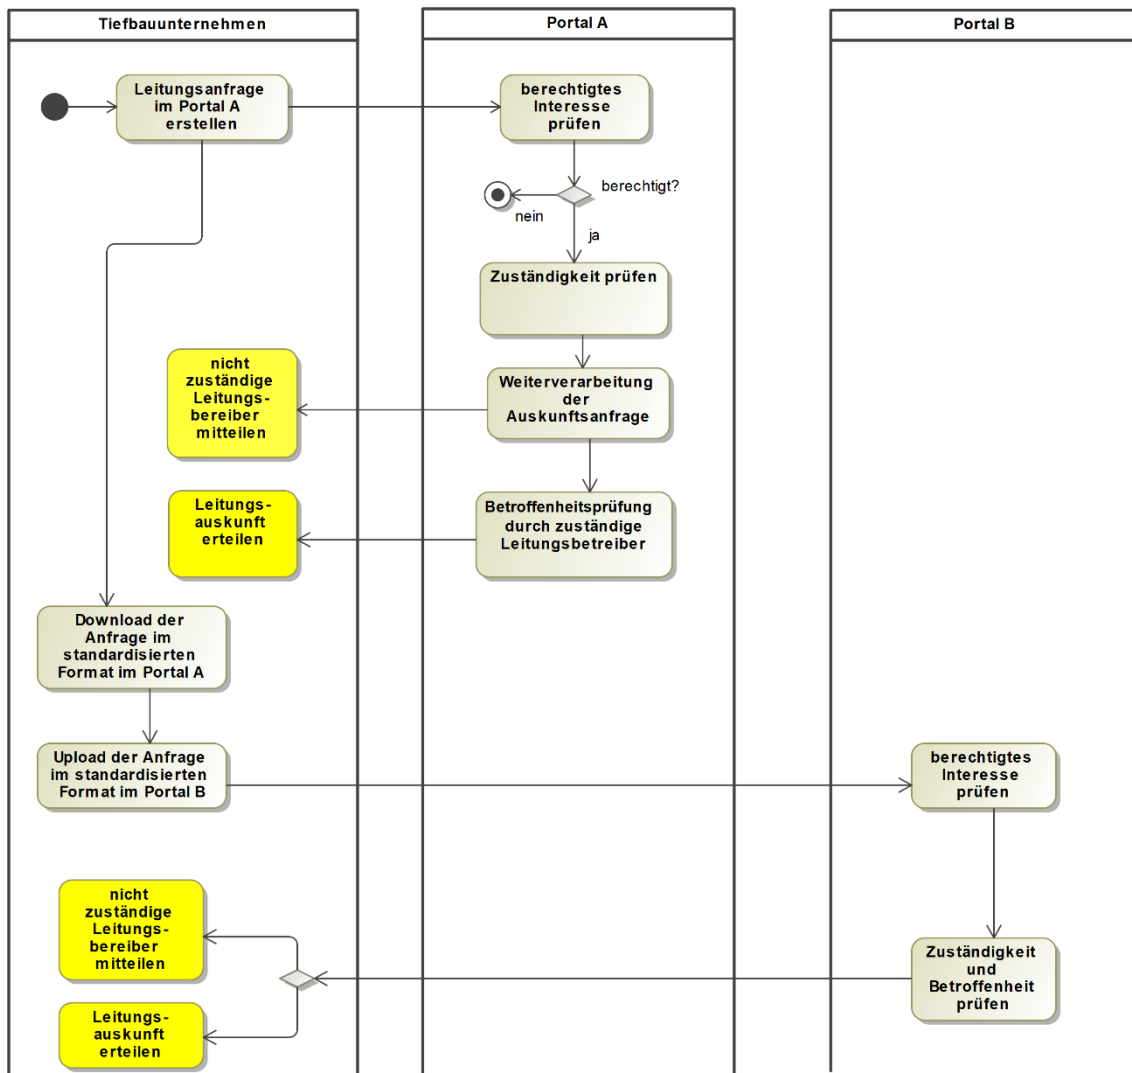 Tiefbauunternehmen
Portal A
Portal B
Leitungsanfrage
im Portal A
erstellen
berechtigtes
Interesse
prüfen
berechtigt?
nein
ja
Zuständigkeit prüfen
nicht
zuständige
Leitungs-
bereiber
mitteilen
Weiterverarbeitung
der
Auskunftsanfrage
Leitungs-
auskunft
erteilen
Betroffenheitsprüfung
durch zuständige
Leitungsbetreiber
Download der
Anfrage im
standardisierten
Format im Portal A
Upload der Anfrage
im standardisierten
Format im Portal B
berechtigtes
Interesse
prüfen
nicht
zuständige
Leitungs-
bereiber
mitteilen
Zuständigkeit
und
Betroffenheit
prüfen
Leitungs-
auskunft
erteilen